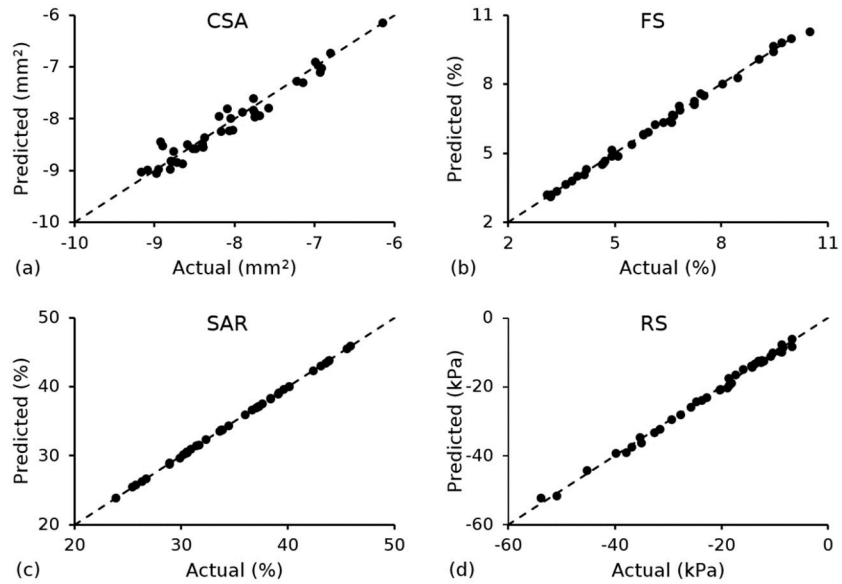 CSA
Predicted (mm²)
-6
-7
-8
-9
-10
-10 -9 -8 -7 -6
(a) Actual (mm²)
FS
Predicted (%)
11
8
5
2
2 5 8 11
(b) Actual (%)
SAR
Predicted (%)
50
40
30
20
20 30 40 50
(c) Actual (%)
RS
Predicted (kPa)
0
-20
-40
-60
-60 -40 -20 0
(d) Actual (kPa)